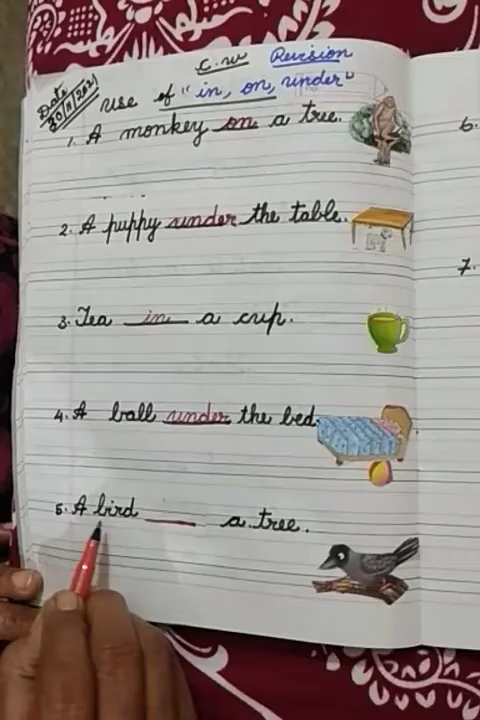 C.W Revision
Date 30/11/2021
use of "in, on, under"
1. A monkey on a tree.
2. A puppy under the table.
3. Tea in a cup.
4. A ball under the bed.
5. A bird ___ a tree.
6.
7.